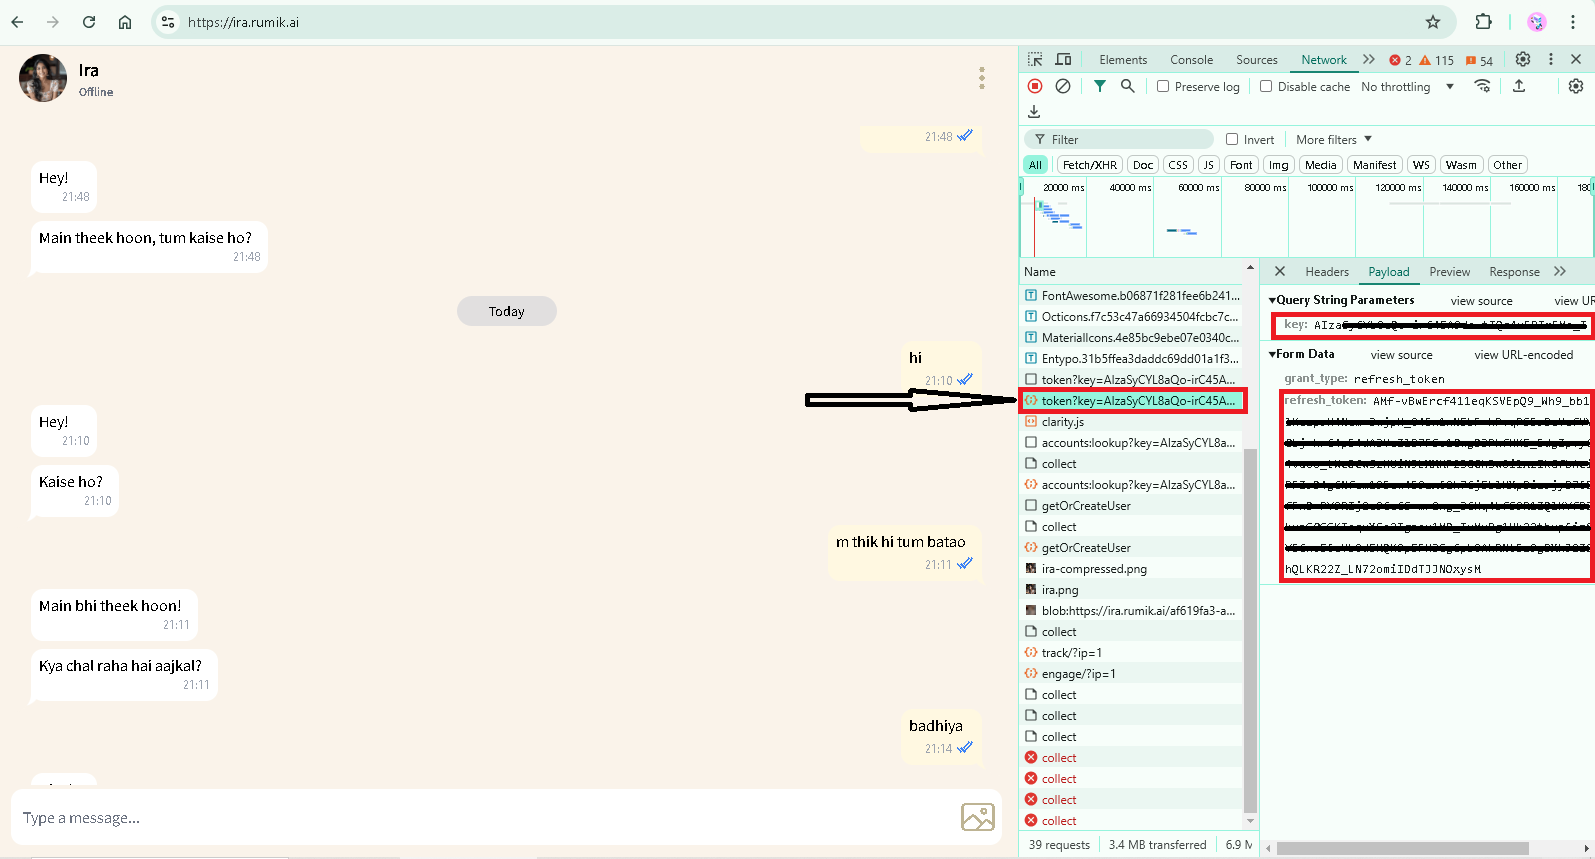 https://ira.rumik.ai
Ira
Offline
21:48
Hey!
21:48
Main theek hoon, tum kaise ho?
21:48
Today
hi
21:10
Hey!
21:10
Kaise ho?
21:10
m thik hi tum batao
21:11
Main bhi theek hoon!
21:11
Kya chal raha hai aajkal?
21:11
badhiya
21:14
Type a message...
Elements Console Sources Network 2 115 54
Preserve log Disable cache No throttling
Filter Invert More filters
All Fetch/XHR Doc CSS JS Font Img Media Manifest WS Wasm Other
20000 ms 40000 ms 60000 ms 80000 ms 100000 ms 120000 ms 140000 ms 160000 ms 180
Name
FontAwesome.b06871f281fee6b241...
Octicons.f7c53c47a66934504fcbc7c...
MaterialIcons.4e85bc9ebe07e0340c...
Entypo.31b5ffea3daddc69dd01a1f3...
token?key=AIzaSyCYL8aQo-irC45A...
token?key=AIzaSyCYL8aQo-irC45A...
clarity.js
accounts:lookup?key=AIzaSyCYL8a...
collect
accounts:lookup?key=AIzaSyCYL8a...
getOrCreateUser
collect
getOrCreateUser
ira-compressed.png
ira.png
blob:https://ira.rumik.ai/af619fa3-a...
collect
track/?ip=1
engage/?ip=1
collect
collect
collect
collect
collect
collect
collect
39 requests 3.4 MB transferred 6.9 M
Headers Payload Preview Response
Query String Parameters view source view UR
key: AIza
Form Data view source view URL-encoded
grant_type: refresh_token
refresh_token: AMf-vBwErcf411eqKSVEpQ9_Wh9_bb1
hQLKR22Z_LN72omiIDdTJJNOxysM